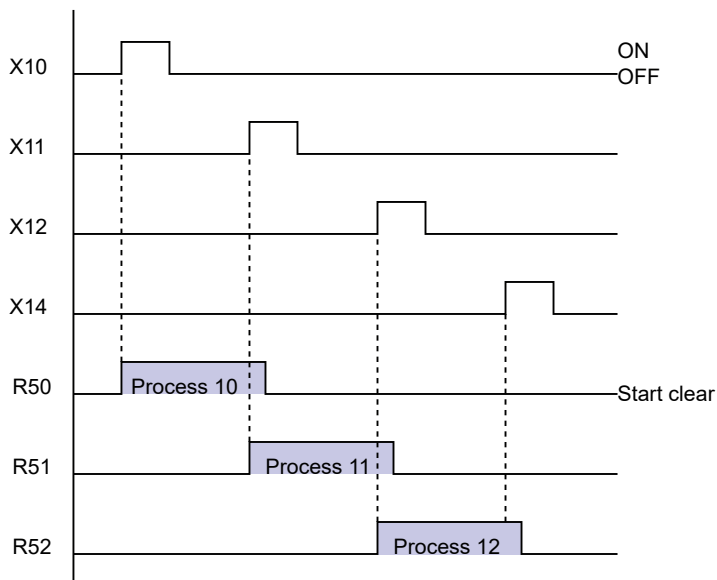 X10
ON
OFF
X11
X12
X14
R50
Process 10
Start clear
R51
Process 11
R52
Process 12